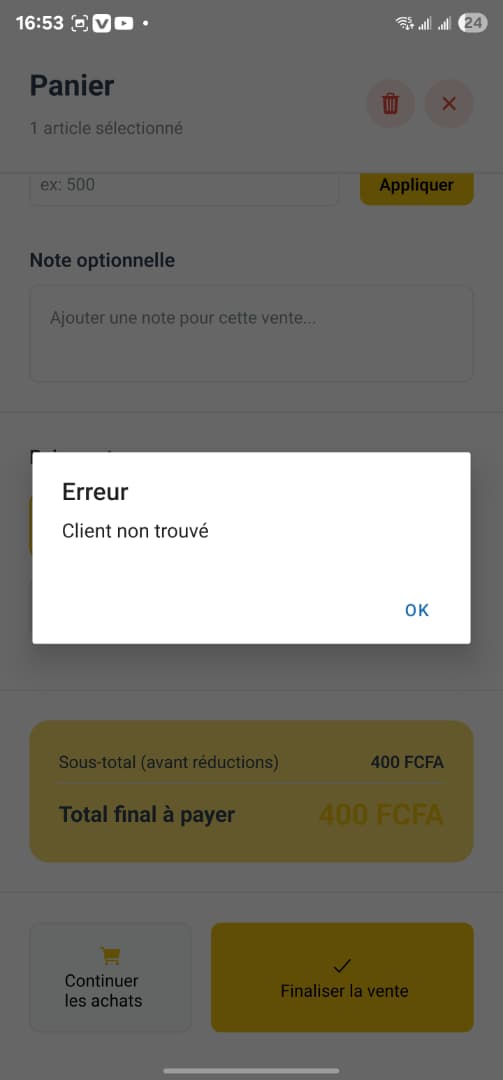 16:53
24
Panier
1 article sélectionné
ex: 500
Appliquer
Note optionnelle
Ajouter une note pour cette vente...
Erreur
Client non trouvé
OK
Sous-total (avant réductions)
400 FCFA
Total final à payer
400 FCFA
Continuer
les achats
Finaliser la vente